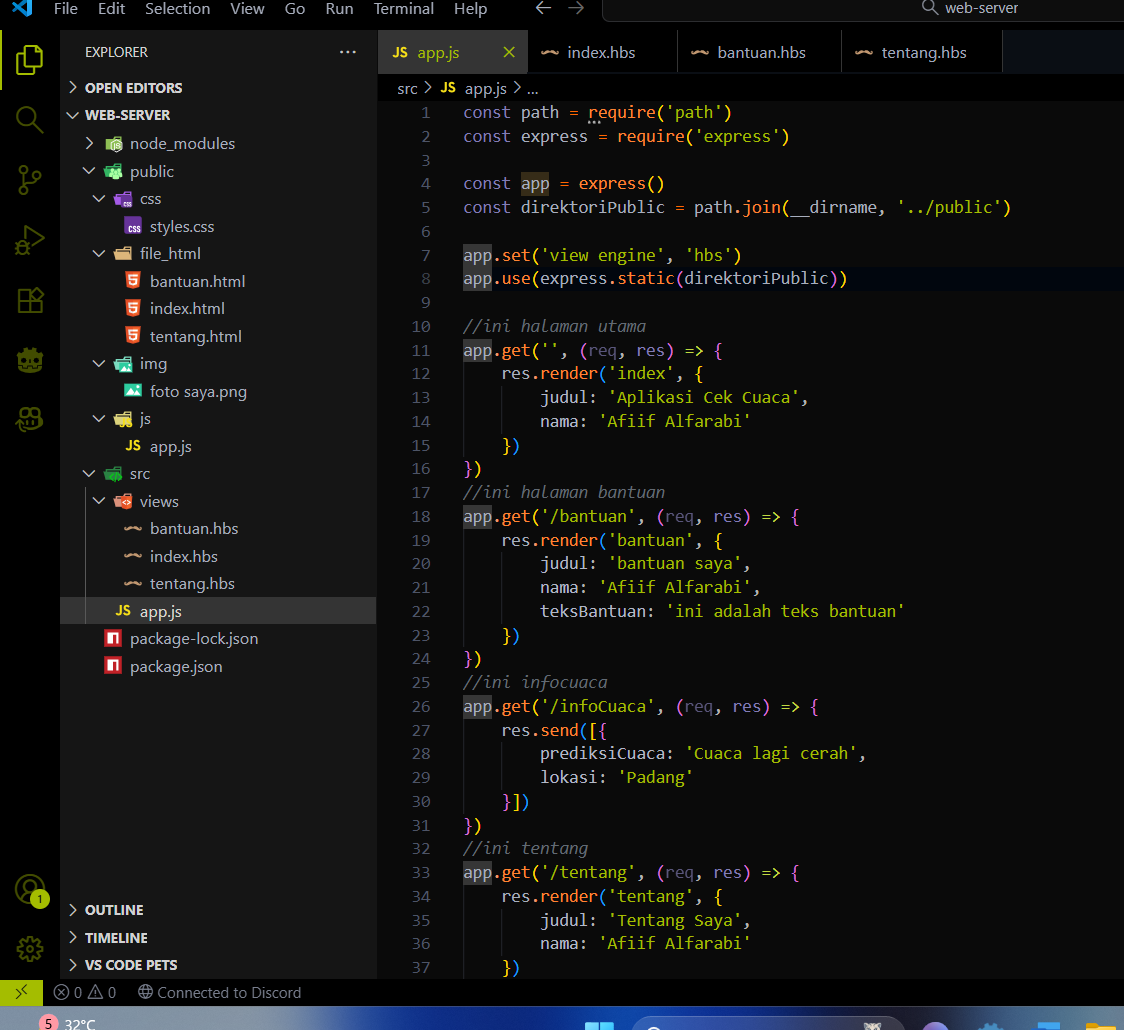 File Edit Selection View Go Run Terminal Help
web-server
EXPLORER
OPEN EDITORS
WEB-SERVER
node_modules
public
css
styles.css
file_html
bantuan.html
index.html
tentang.html
img
foto saya.png
js
JS app.js
src
views
bantuan.hbs
index.hbs
tentang.hbs
JS app.js
package-lock.json
package.json
OUTLINE
TIMELINE
VS CODE PETS
JS app.js
index.hbs
bantuan.hbs
tentang.hbs
src > JS app.js > ...
1 const path = require('path')
2 const express = require('express')
3
4 const app = express()
5 const direktoriPublic = path.join(__dirname, '../public')
6
7 app.set('view engine', 'hbs')
8 app.use(express.static(direktoriPublic))
9
10 //ini halaman utama
11 app.get('', (req, res) => {
12 res.render('index', {
13 judul: 'Aplikasi Cek Cuaca',
14 nama: 'Afiif Alfarabi'
15 })
16 })
17 //ini halaman bantuan
18 app.get('/bantuan', (req, res) => {
19 res.render('bantuan', {
20 judul: 'bantuan saya',
21 nama: 'Afiif Alfarabi',
22 teksBantuan: 'ini adalah teks bantuan'
23 })
24 })
25 //ini infocuaca
26 app.get('/infoCuaca', (req, res) => {
27 res.send([{
28 prediksiCuaca: 'Cuaca lagi cerah',
29 lokasi: 'Padang'
30 }])
31 })
32 //ini tentang
33 app.get('/tentang', (req, res) => {
34 res.render('tentang', {
35 judul: 'Tentang Saya',
36 nama: 'Afiif Alfarabi'
37 })
1
0 0 Connected to Discord
5 32°C